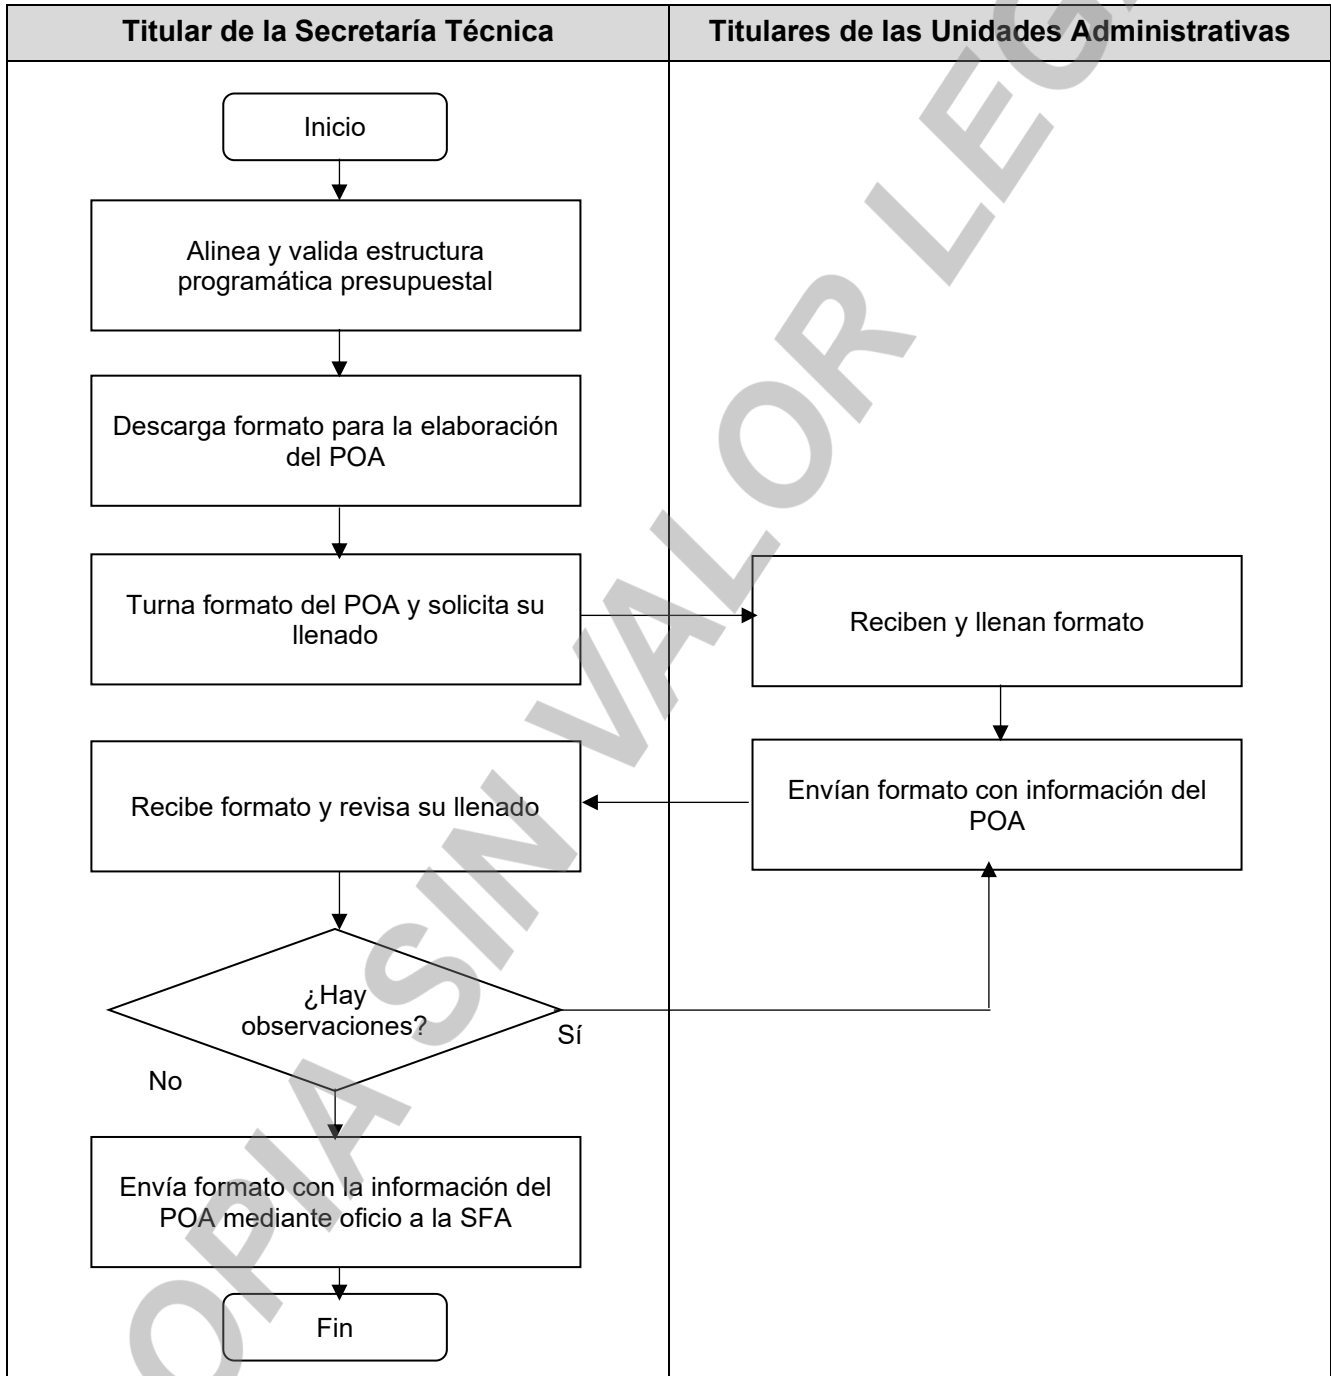 Titular de la Secretaría Técnica
Titulares de las Unidades Administrativas
Inicio
Alinea y valida estructura
programática presupuestal
Descarga formato para la elaboración
del POA
Turna formato del POA y solicita su
llenado
Reciben y llenan formato
Envían formato con información del
POA
Recibe formato y revisa su llenado
¿Hay
observaciones?
Sí
No
Envía formato con la información del
POA mediante oficio a la SFA
Fin
OPIA SIN VALOR LEG